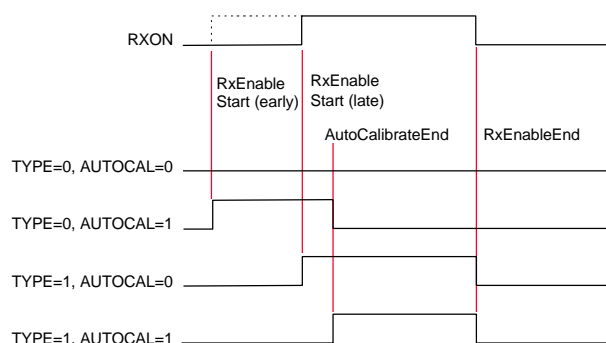 RXON
RxEnable
Start (early)
RxEnable
Start (late)
AutoCalibrateEnd
RxEnableEnd
TYPE=0, AUTOCAL=0
TYPE=0, AUTOCAL=1
TYPE=1, AUTOCAL=0
TYPE=1, AUTOCAL=1